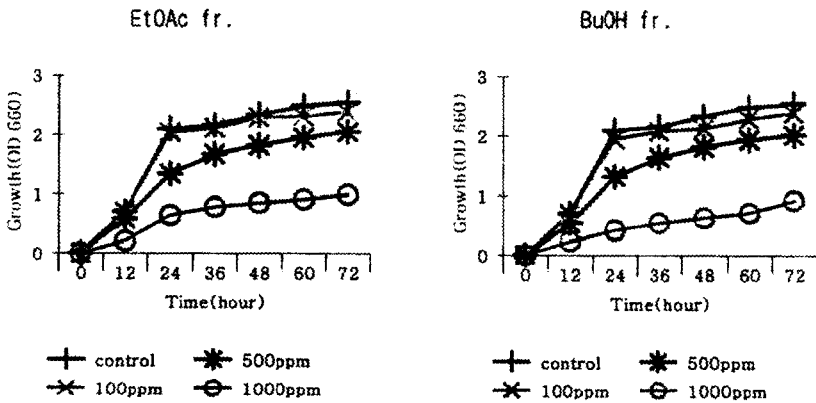 EtOAc fr.
3
2
1
0
Growth(OD 660)
0 12 24 36 48 60 72
Time(hour)
control
500ppm
100ppm
1000ppm
BuOH fr.
3
2
1
0
Growth(OD 660)
0 12 24 36 48 60 72
Time(hour)
control
500ppm
100ppm
1000ppm